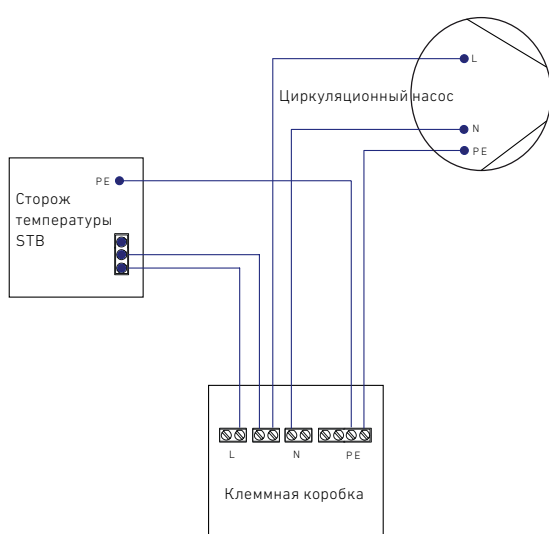 L
Циркуляционный насос
N
PE
PE
Сторож
температуры
STB
L
N
PE
Клеммная коробка